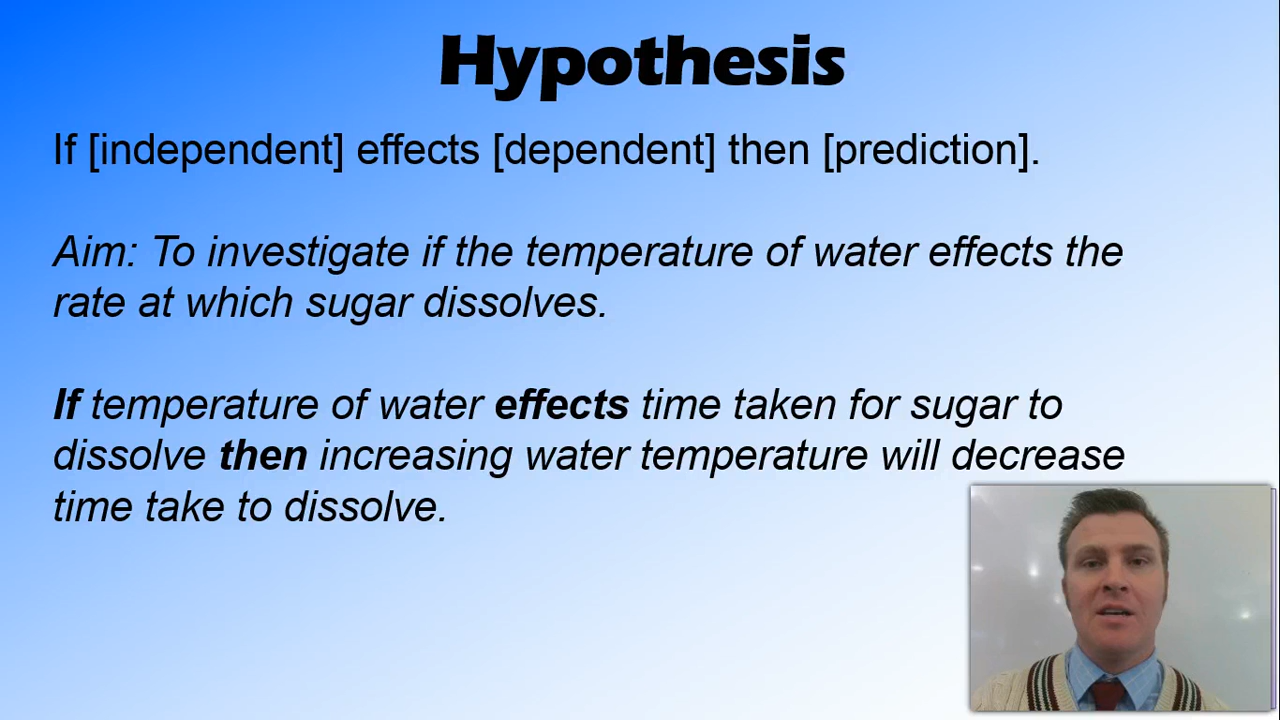 Hypothesis
If [independent] effects [dependent] then [prediction].
Aim: To investigate if the temperature of water effects the
rate at which sugar dissolves.
If temperature of water effects time taken for sugar to
dissolve then increasing water temperature will decrease
time take to dissolve.